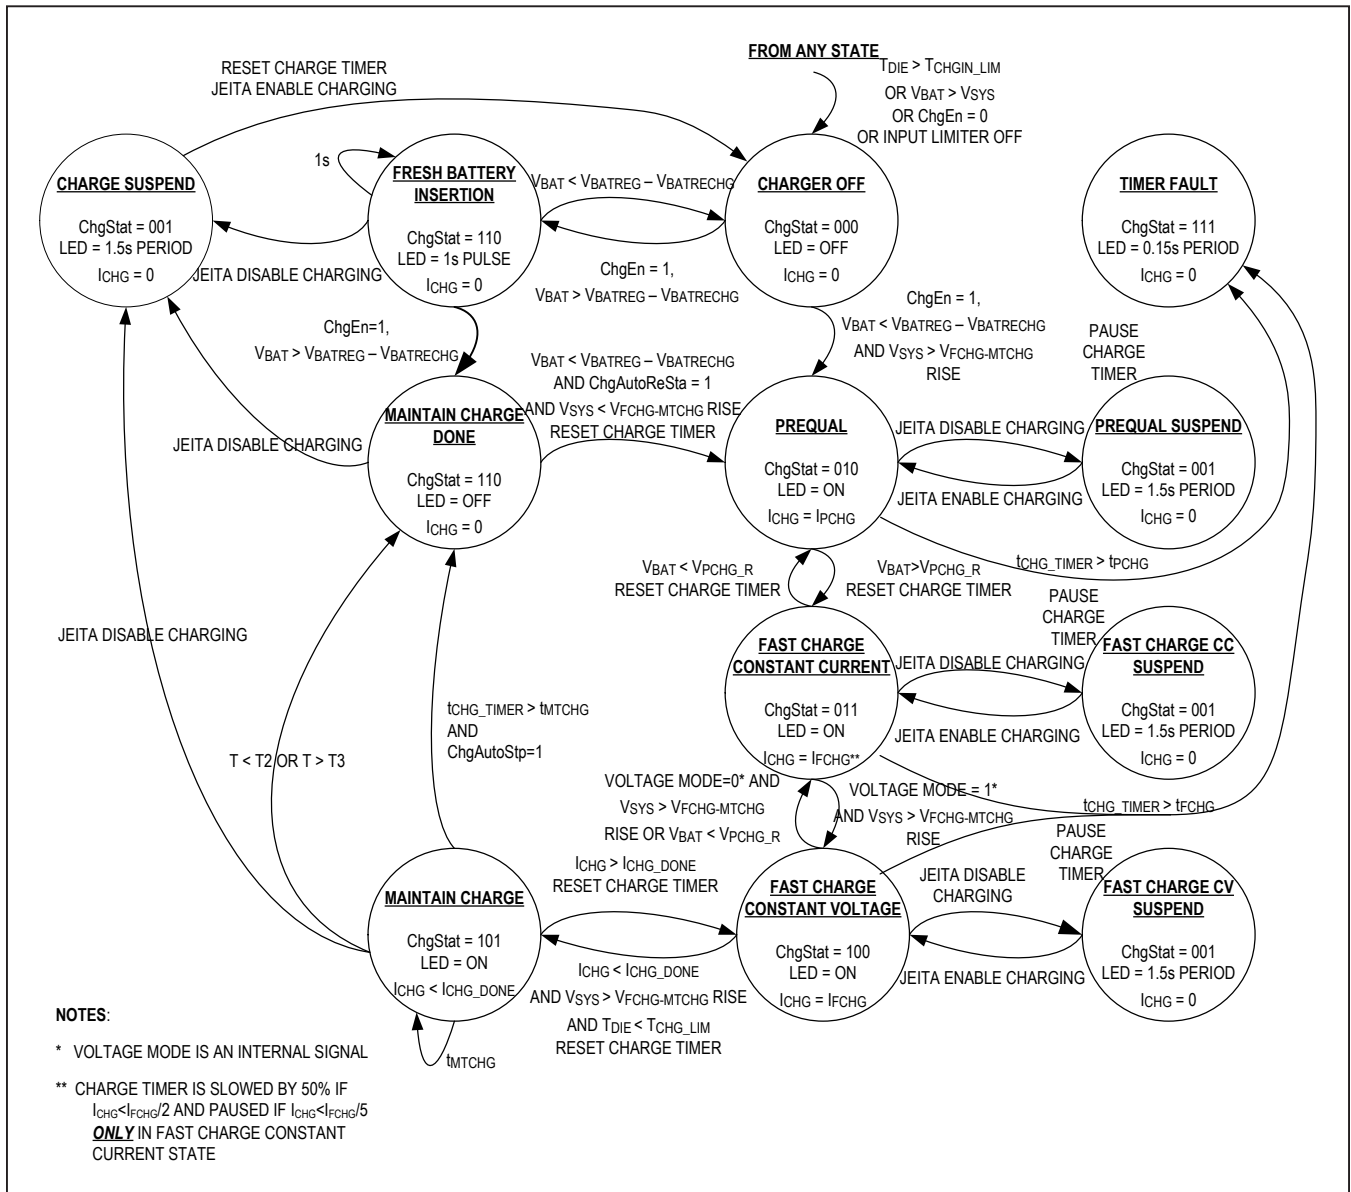 FROM ANY STATE
TDIE > TCHGIN_LIM
OR VBAT > VSYS
OR ChgEn = 0
OR INPUT LIMITER OFF
RESET CHARGE TIMER
JEITA ENABLE CHARGING
CHARGE SUSPEND
ChgStat = 001
LED = 1.5s PERIOD
ICHG = 0
1s
FRESH BATTERY
INSERTION
ChgStat = 110
LED = 1s PULSE
ICHG = 0
VBAT < VBATREG – VBATRECHG
ChgEn = 1,
VBAT > VBATREG – VBATRECHG
CHARGER OFF
ChgStat = 000
LED = OFF
ICHG = 0
TIMER FAULT
ChgStat = 111
LED = 0.15s PERIOD
ICHG = 0
JEITA DISABLE CHARGING
ChgEn=1,
VBAT > VBATREG – VBATRECHG
ChgEn = 1,
VBAT < VBATREG – VBATRECHG
AND VSYS > VFCHG-MTCHG
RISE
PAUSE
CHARGE
TIMER
VBAT < VBATREG – VBATRECHG
AND ChgAutoReSta = 1
AND VSYS < VFCHG-MTCHG RISE
RESET CHARGE TIMER
JEITA DISABLE CHARGING
MAINTAIN CHARGE
DONE
ChgStat = 110
LED = OFF
ICHG = 0
PREQUAL
ChgStat = 010
LED = ON
ICHG = IPCHG
JEITA DISABLE CHARGING
JEITA ENABLE CHARGING
PREQUAL SUSPEND
ChgStat = 001
LED = 1.5s PERIOD
ICHG = 0
tCHG_TIMER > tPCHG
VBAT < VPCHG_R
RESET CHARGE TIMER
VBAT>VPCHG_R
RESET CHARGE TIMER
PAUSE
CHARGE
TIMER
JEITA DISABLE CHARGING
FAST CHARGE
CONSTANT CURRENT
ChgStat = 011
LED = ON
ICHG = IFCHG**
JEITA DISABLE CHARGING
JEITA ENABLE CHARGING
FAST CHARGE CC
SUSPEND
ChgStat = 001
LED = 1.5s PERIOD
ICHG = 0
tCHG_TIMER > tMTCHG
AND
ChgAutoStp=1
T < T2 OR T > T3
VOLTAGE MODE=0* AND
VSYS > VFCHG-MTCHG
RISE OR VBAT < VPCHG_R
VOLTAGE MODE = 1*
AND VSYS > VFCHG-MTCHG
RISE
tCHG_TIMER > tFCHG
PAUSE
CHARGE
TIMER
ICHG > ICHG_DONE
RESET CHARGE TIMER
MAINTAIN CHARGE
ChgStat = 101
LED = ON
ICHG < ICHG_DONE
tMTCHG
ICHG < ICHG_DONE
AND VSYS > VFCHG-MTCHG RISE
AND TDIE < TCHG_LIM
RESET CHARGE TIMER
FAST CHARGE
CONSTANT VOLTAGE
ChgStat = 100
LED = ON
ICHG = IFCHG
JEITA DISABLE
CHARGING
JEITA ENABLE CHARGING
FAST CHARGE CV
SUSPEND
ChgStat = 001
LED = 1.5s PERIOD
ICHG = 0
NOTES:
* VOLTAGE MODE IS AN INTERNAL SIGNAL
** CHARGE TIMER IS SLOWED BY 50% IF
ICHG<IFCHG/2 AND PAUSED IF ICHG<IFCHG/5
ONLY IN FAST CHARGE CONSTANT
CURRENT STATE